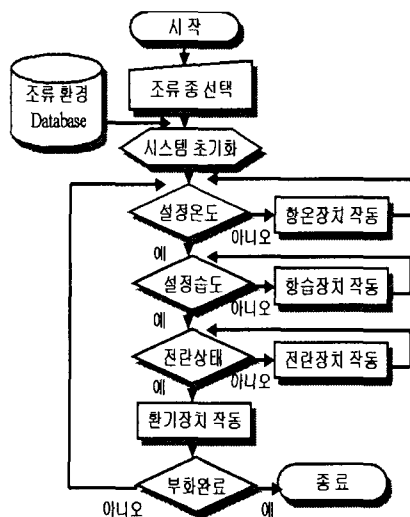 시 작
조류 환경
Database
조류 종 선택
시스템 초기화
설정온도
항온장치 작동
예
아니오
설정습도
항습장치 작동
예
아니오
전란상태
전란장치 작동
예
아니오
환기장치 작동
부화완료
종 료
아니오
예